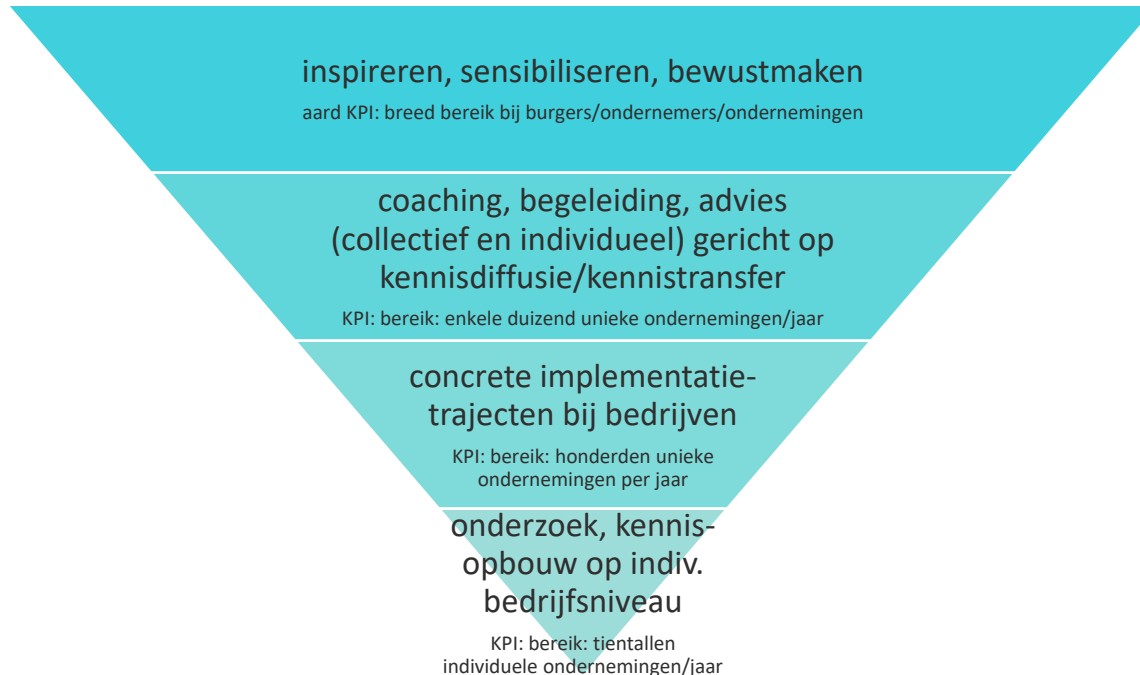 inspireren, sensibiliseren, bewustmaken
aard KPI: breed bereik bij burgers/ondernemers/ondernemingen
coaching, begeleiding, advies
(collectief en individueel) gericht op
kennisdiffusie/kennistransfer
KPI: bereik: enkele duizend unieke ondernemingen/jaar
concrete implementatie-
trajecten bij bedrijven
KPI: bereik: honderden unieke
ondernemingen per jaar
onderzoek, kennis-
opbouw op indiv.
bedrijfsniveau
KPI: bereik: tientallen
individuele ondernemingen/jaar